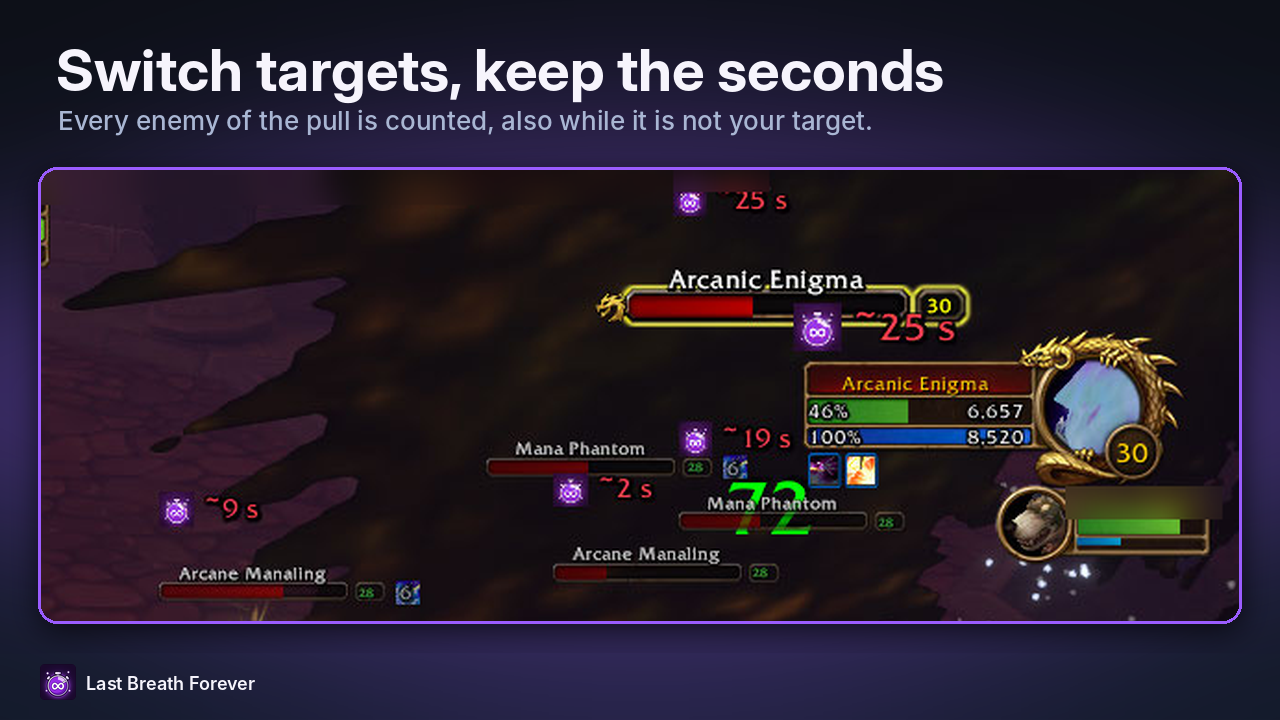 Switch targets, keep the seconds
Every enemy of the pull is counted, also while it is not your target.
~25 s
Arcanic Enigma
30
~25 s
Arcanic Enigma
46% 6.657
100% 8.520
30
~19 s
Mana Phantom
28 6
~2 s
72
Mana Phantom
28
~9 s
Arcane Manaling
28
Arcane Manaling
28 6
Last Breath Forever